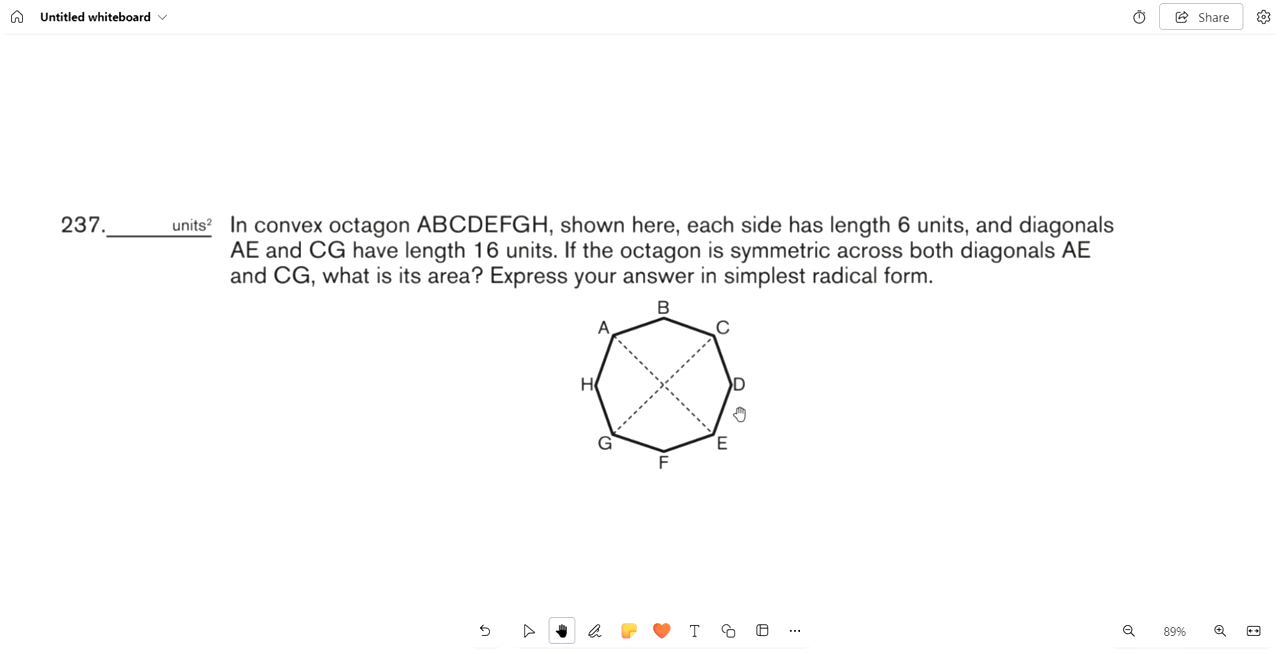 Untitled whiteboard
Share
237. units²
In convex octagon ABCDEFGH, shown here, each side has length 6 units, and diagonals
AE and CG have length 16 units. If the octagon is symmetric across both diagonals AE
and CG, what is its area? Express your answer in simplest radical form.
B
A C
H D
G E
F
T
89%